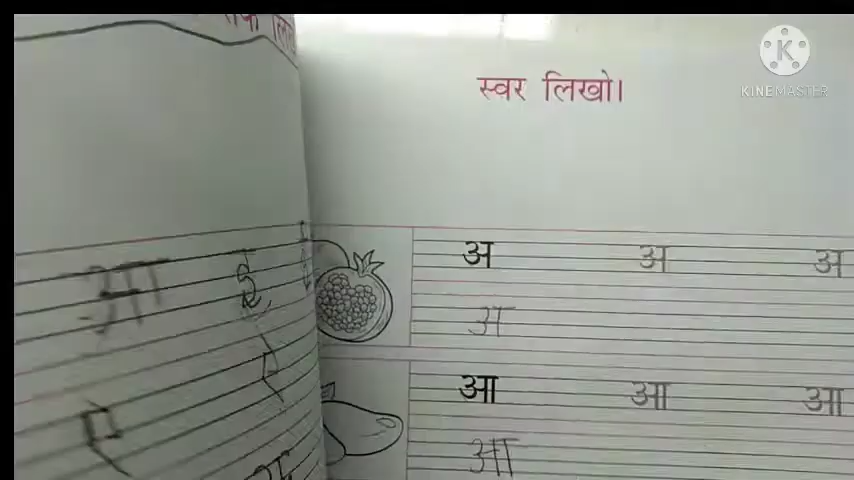 स्वर लिखो।
K
KINEMASTER
आ इ
ए
अ अ अ
अ
आ आ आ
आ